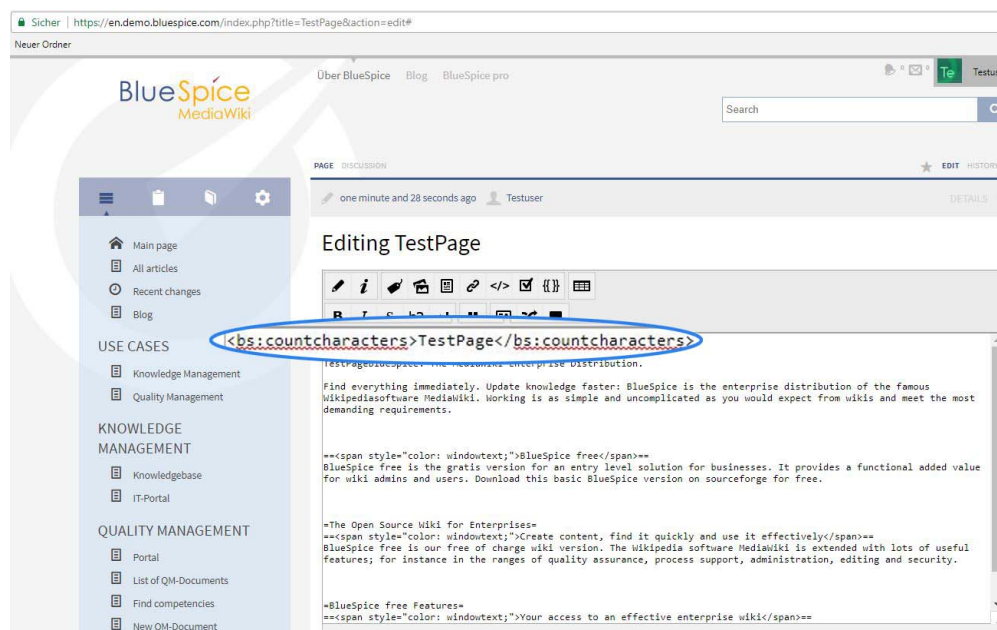 Sicher | https://en.demo.bluespice.com/index.php?title=TestPage&action=edit#
Neuer Ordner
BlueSpice
MediaWiki
Über BlueSpice Blog BlueSpice pro
Te Testus
Search
PAGE DISCUSSION
EDIT HISTORY
one minute and 28 seconds ago Testuser
DETAILS
Main page
All articles
Recent changes
Blog
USE CASES
Knowledge Management
Quality Management
KNOWLEDGE
MANAGEMENT
Knowledgebase
IT-Portal
QUALITY MANAGEMENT
Portal
List of QM-Documents
Find competencies
New QM-Document
Editing TestPage
<bs:countcharacters>TestPage</bs:countcharacters>
TestPageBlueSpice: The MediaWiki Enterprise Distribution.
Find everything immediately. Update knowledge faster: BlueSpice is the enterprise distribution of the famous
Wikipediasoftware MediaWiki. Working is as simple and uncomplicated as you would expect from wikis and meet the most
demanding requirements.
==<span style="color: windowtext;">BlueSpice free</span>==
BlueSpice free is the gratis version for an entry level solution for businesses. It provides a functional added value
for wiki admins and users. Download this basic BlueSpice version on sourceforge for free.
=The Open Source Wiki for Enterprises=
==<span style="color: windowtext;">Create content, find it quickly and use it effectively</span>==
BlueSpice free is our free of charge wiki version. The Wikipedia software MediaWiki is extended with lots of useful
features; for instance in the ranges of quality assurance, process support, administration, editing and security.
=BlueSpice free Features=
==<span style="color: windowtext;">Your access to an effective enterprise wiki</span>==